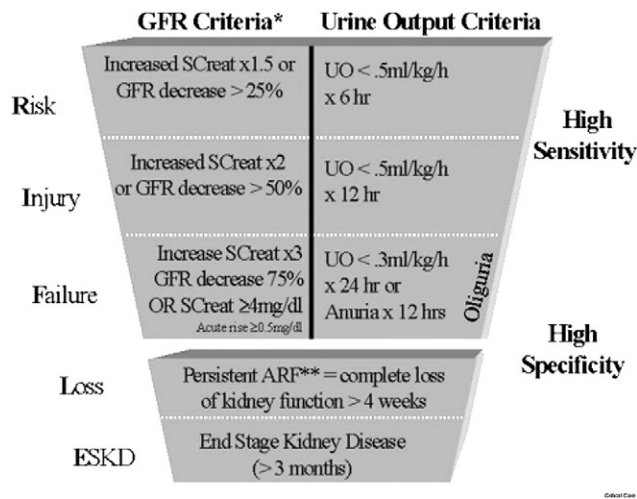 GFR Criteria* Urine Output Criteria
Risk
Increased SCreat x1.5 or
GFR decrease > 25%
UO < .5ml/kg/h
x 6 hr
High
Sensitivity
Injury
Increased SCreat x2
or GFR decrease > 50%
UO < .5ml/kg/h
x 12 hr
Failure
Increase SCreat x3
GFR decrease 75%
OR SCreat ≥4mg/dl
Acute rise ≥0.5mg/dl
UO < .3ml/kg/h
x 24 hr or
Anuria x 12 hrs
Oliguria
High
Specificity
Loss
Persistent ARF** = complete loss
of kidney function > 4 weeks
ESKD
End Stage Kidney Disease
(> 3 months)
Critical Care